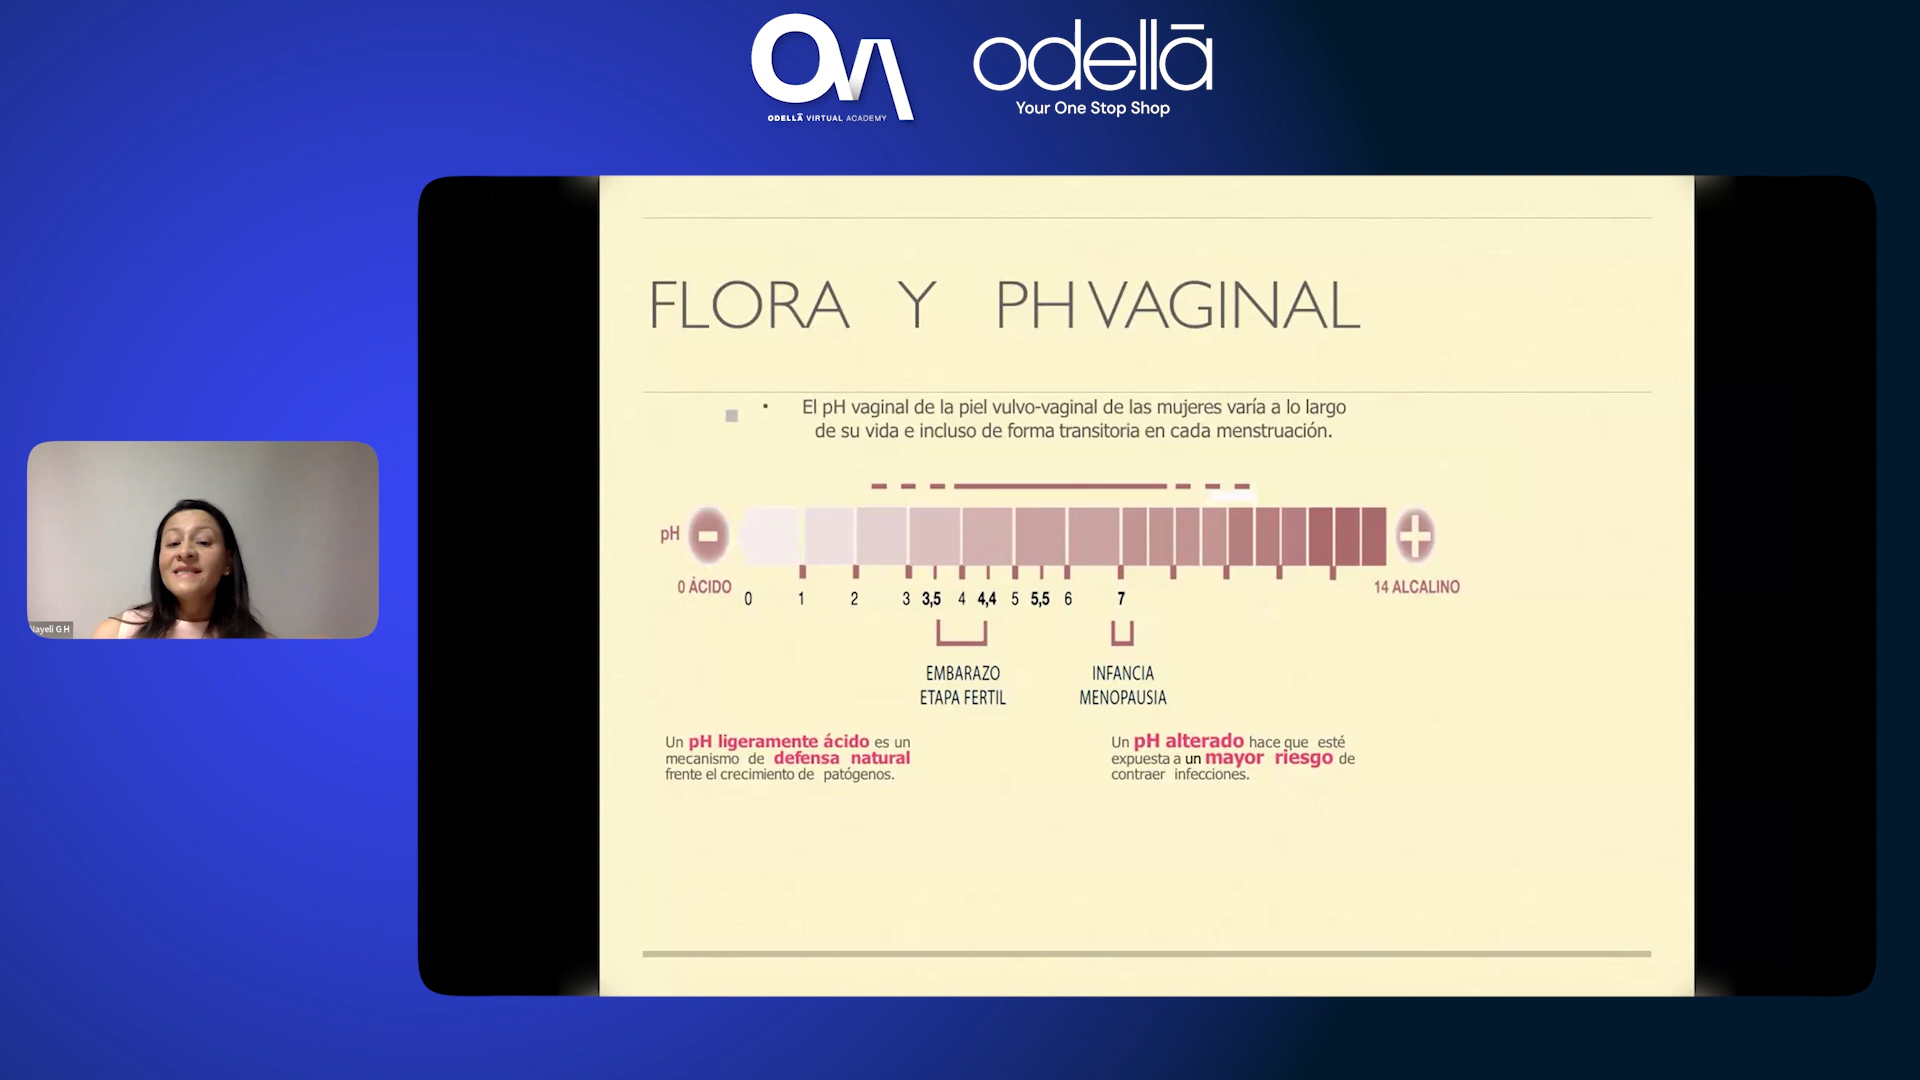 OVA
ODELLĀ VIRTUAL ACADEMY
odellā
Your One Stop Shop
FLORA Y PH VAGINAL
• El pH vaginal de la piel vulvo-vaginal de las mujeres varía a lo largo
de su vida e incluso de forma transitoria en cada menstruación.
pH
0 ÁCIDO
0 1 2 3 3,5 4 4,4 5 5,5 6 7
14 ALCALINO
EMBARAZO
ETAPA FERTIL
INFANCIA
MENOPAUSIA
Un pH ligeramente ácido es un
mecanismo de defensa natural
frente el crecimiento de patógenos.
Un pH alterado hace que esté
expuesta a un mayor riesgo de
contraer infecciones.
Nayeli G H